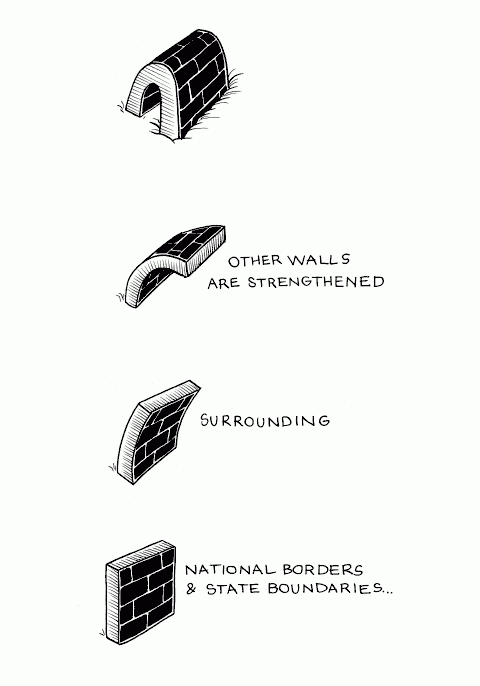 OTHER WALLS
ARE STRENGTHENED
SURROUNDING
NATIONAL BORDERS
& STATE BOUNDARIES...